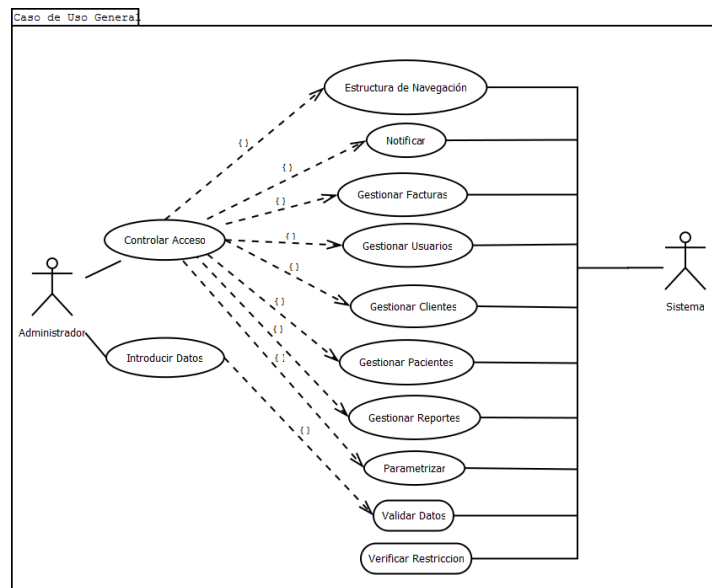 Caso de Uso General
Estructura de Navegación
{ }
Notificar
{ }
Gestionar Facturas
{ }
Controlar Acceso
{ }
Gestionar Usuarios
{ }
Administrador
Gestionar Clientes
Sistema
{ }
Introducir Datos
{ }
{ }
Gestionar Pacientes
Gestionar Reportes
{ }
Parametrizar
Validar Datos
Verificar Restriccion